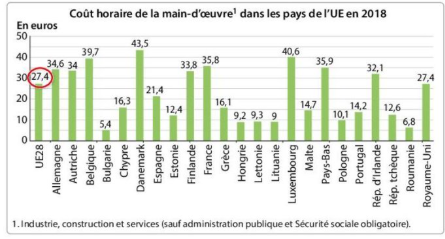 Coût horaire de la main-d'œuvre¹ dans les pays de l'UE en 2018
En euros
50
40
30
20
10
0
27,4
34,6
34
39,7
5,4
16,3
43,5
21,4
12,4
33,8
35,8
16,1
9,2
9,3
9
40,6
14,7
35,9
10,1
14,2
32,1
12,6
6,8
27,4
UE28
Allemagne
Autriche
Belgique
Bulgarie
Chypre
Danemark
Espagne
Estonie
Finlande
France
Grèce
Hongrie
Lettonie
Lituanie
Luxembourg
Malte
Pays-Bas
Pologne
Portugal
Rép. d'Irlande
Rép. tchèque
Roumanie
Royaume-Uni
1. Industrie, construction et services (sauf administration publique et Sécurité sociale obligatoire).